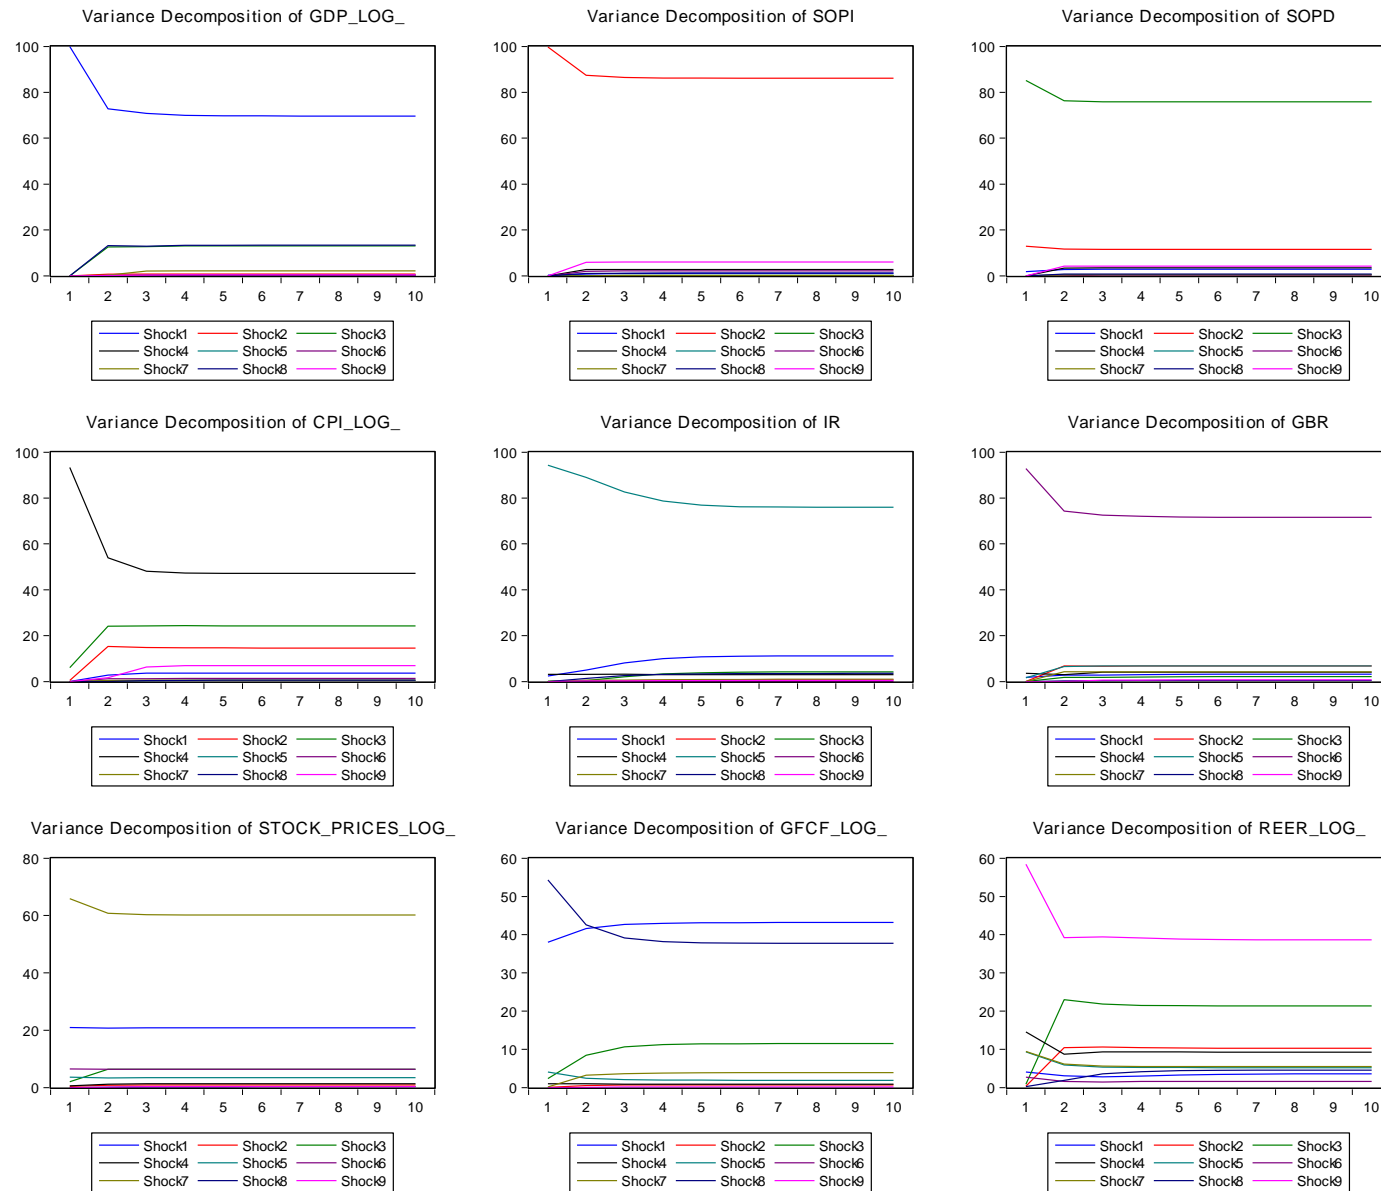 Variance Decomposition of GDP_LOG_
100
80
60
40
20
0
1 2 3 4 5 6 7 8 9 10
Shock1 Shock2 Shock3
Shock4 Shock5 Shock6
Shock7 Shock8 Shock9
Variance Decomposition of SOPI
100
80
60
40
20
0
1 2 3 4 5 6 7 8 9 10
Shock1 Shock2 Shock3
Shock4 Shock5 Shock6
Shock7 Shock8 Shock9
Variance Decomposition of SOPD
100
80
60
40
20
0
1 2 3 4 5 6 7 8 9 10
Shock1 Shock2 Shock3
Shock4 Shock5 Shock6
Shock7 Shock8 Shock9
Variance Decomposition of CPI_LOG_
100
80
60
40
20
0
1 2 3 4 5 6 7 8 9 10
Shock1 Shock2 Shock3
Shock4 Shock5 Shock6
Shock7 Shock8 Shock9
Variance Decomposition of IR
100
80
60
40
20
0
1 2 3 4 5 6 7 8 9 10
Shock1 Shock2 Shock3
Shock4 Shock5 Shock6
Shock7 Shock8 Shock9
Variance Decomposition of GBR
100
80
60
40
20
0
1 2 3 4 5 6 7 8 9 10
Shock1 Shock2 Shock3
Shock4 Shock5 Shock6
Shock7 Shock8 Shock9
Variance Decomposition of STOCK_PRICES_LOG_
80
60
40
20
0
1 2 3 4 5 6 7 8 9 10
Shock1 Shock2 Shock3
Shock4 Shock5 Shock6
Shock7 Shock8 Shock9
Variance Decomposition of GFCF_LOG_
60
50
40
30
20
10
0
1 2 3 4 5 6 7 8 9 10
Shock1 Shock2 Shock3
Shock4 Shock5 Shock6
Shock7 Shock8 Shock9
Variance Decomposition of REER_LOG_
60
50
40
30
20
10
0
1 2 3 4 5 6 7 8 9 10
Shock1 Shock2 Shock3
Shock4 Shock5 Shock6
Shock7 Shock8 Shock9